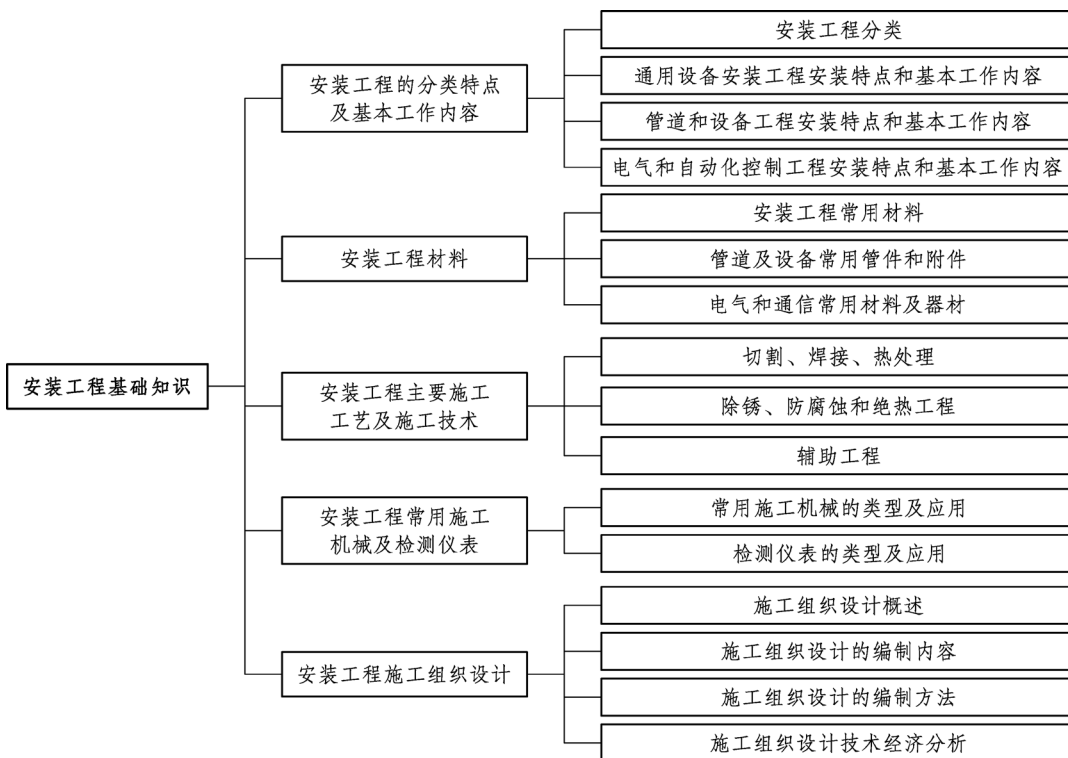 安装工程基础知识
安装工程的分类特点
及基本工作内容
安装工程分类
通用设备安装工程安装特点和基本工作内容
管道和设备工程安装特点和基本工作内容
电气和自动化控制工程安装特点和基本工作内容
安装工程材料
安装工程常用材料
管道及设备常用管件和附件
电气和通信常用材料及器材
安装工程主要施工
工艺及施工技术
切割、焊接、热处理
除锈、防腐蚀和绝热工程
辅助工程
安装工程常用施工
机械及检测仪表
常用施工机械的类型及应用
检测仪表的类型及应用
安装工程施工组织设计
施工组织设计概述
施工组织设计的编制内容
施工组织设计的编制方法
施工组织设计技术经济分析